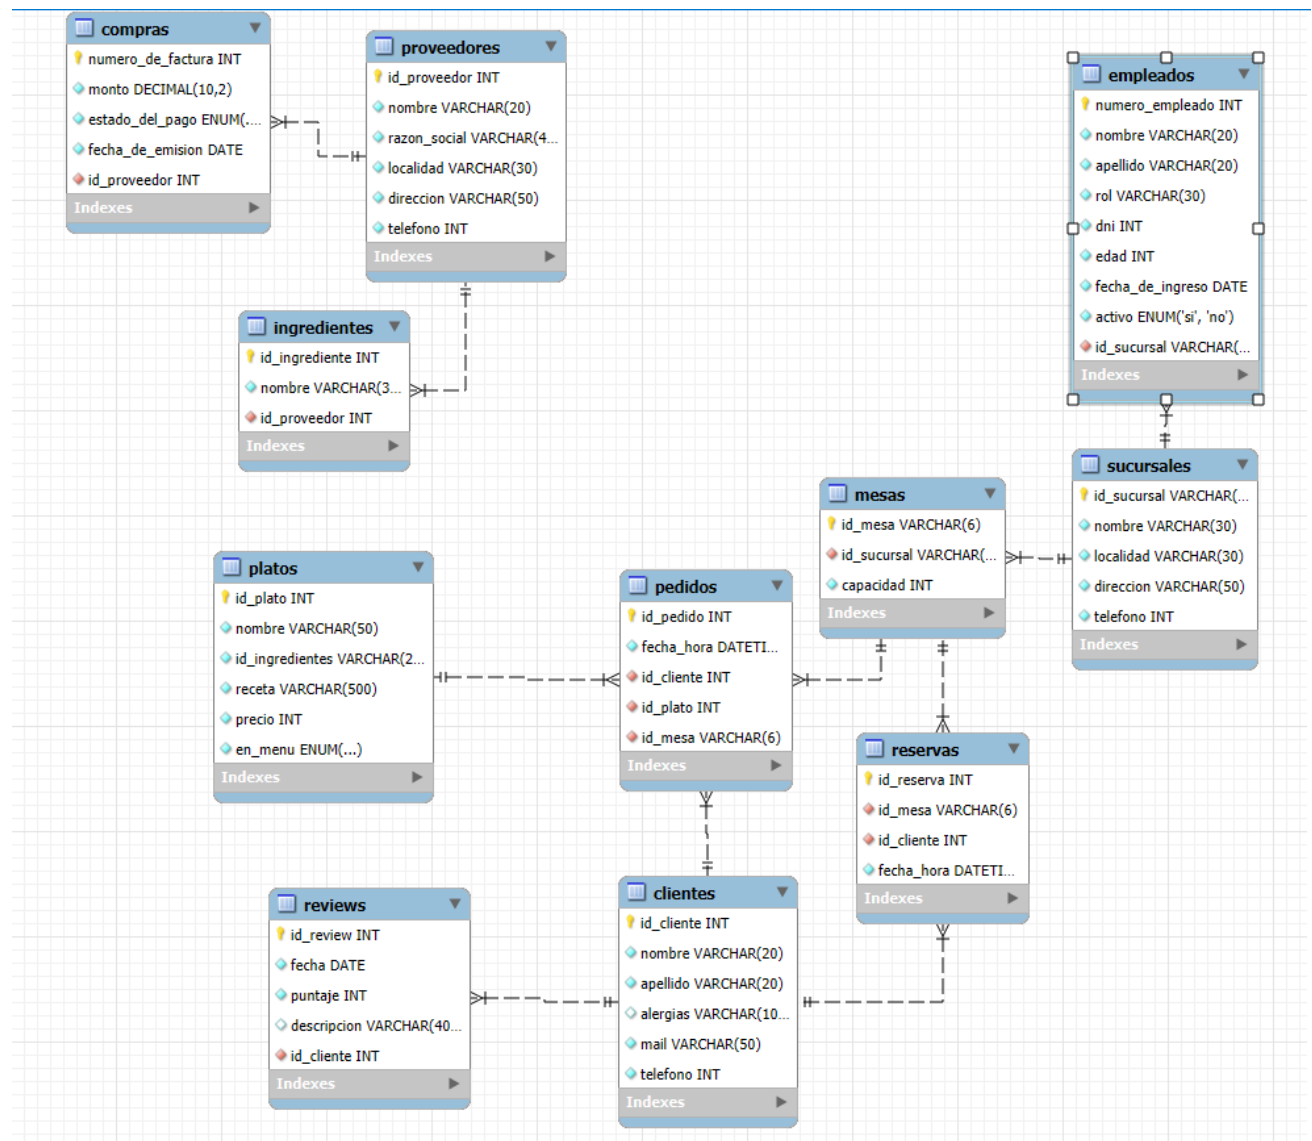 compras
numero_de_factura INT
monto DECIMAL(10,2)
estado_del_pago ENUM(....
fecha_de_emision DATE
id_proveedor INT
Indexes
proveedores
id_proveedor INT
nombre VARCHAR(20)
razon_social VARCHAR(4...
localidad VARCHAR(30)
direccion VARCHAR(50)
telefono INT
Indexes
empleados
numero_empleado INT
nombre VARCHAR(20)
apellido VARCHAR(20)
rol VARCHAR(30)
dni INT
edad INT
fecha_de_ingreso DATE
activo ENUM('si', 'no')
id_sucursal VARCHAR(...
Indexes
ingredientes
id_ingrediente INT
nombre VARCHAR(3...
id_proveedor INT
Indexes
sucursales
id_sucursal VARCHAR(...
nombre VARCHAR(30)
localidad VARCHAR(30)
direccion VARCHAR(50)
telefono INT
Indexes
mesas
id_mesa VARCHAR(6)
id_sucursal VARCHAR(...
capacidad INT
Indexes
platos
id_plato INT
nombre VARCHAR(50)
id_ingredientes VARCHAR(2...
receta VARCHAR(500)
precio INT
en_menu ENUM(...)
Indexes
pedidos
id_pedido INT
fecha_hora DATETI...
id_cliente INT
id_plato INT
id_mesa VARCHAR(6)
Indexes
reservas
id_reserva INT
id_mesa VARCHAR(6)
id_cliente INT
fecha_hora DATETI...
Indexes
reviews
id_review INT
fecha DATE
puntaje INT
descripcion VARCHAR(40...
id_cliente INT
Indexes
clientes
id_cliente INT
nombre VARCHAR(20)
apellido VARCHAR(20)
alergias VARCHAR(10...
mail VARCHAR(50)
telefono INT
Indexes